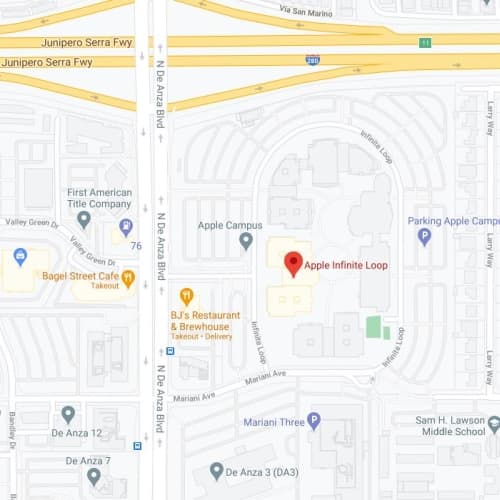 Via San Marino
Junipero Serra Fwy
11
Junipero Serra Fwy
280
N De Anza Blvd
Larry Way
Infinite Loop
First American
Title Company
Valley Green Dr
76
Valley Green Dr
Apple Campus
Parking Apple Camp
P
N De Anza Blvd
Larry Way
Apple Infinite Loop
Bagel Street Cafe
Takeout
BJ's Restaurant
& Brewhouse
Takeout • Delivery
Infinite Loop
Infinite Loop
N De Anza Blvd
Mariani Ave
Mariani Ave
Larry Way
Bandley Dr
De Anza 12
Mariani Three
P
Sam H. Lawson
Middle School
De Anza 7
De Anza 3 (DA3)